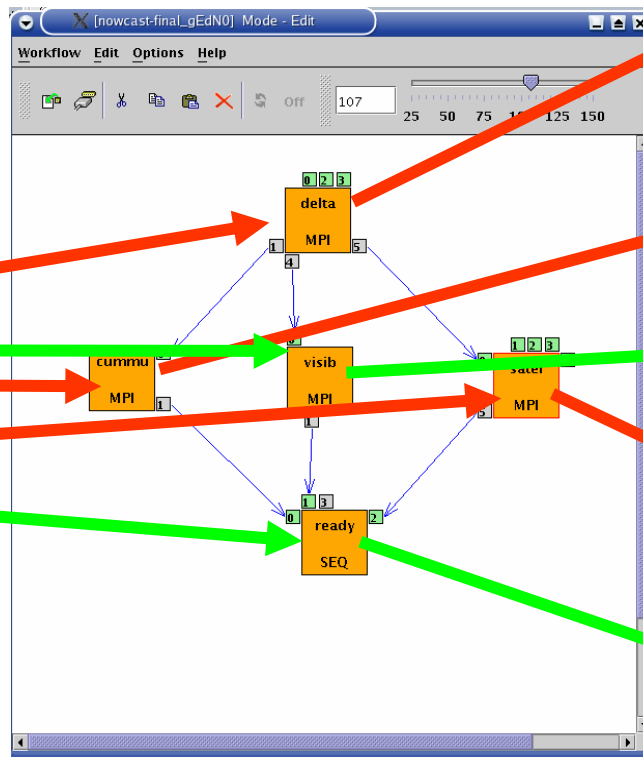 [nowcast-final_gEdN0] Mode - Edit
Workflow Edit Options Help
Off 107
25 50 75 125 150
0 2 3
delta
MPI
1 5
4
cummu
MPI
1
visib
MPI
1
1 2 3
satel
MPI
5
1 3
0 2
ready
SEQ